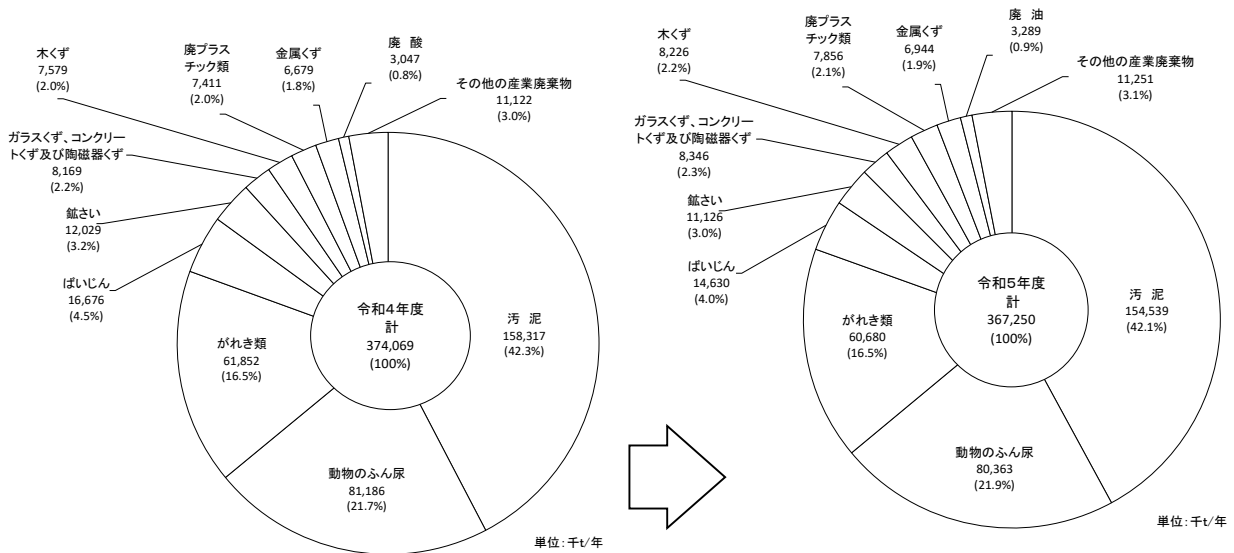 木くず
7,579
(2.0%)
廃プラス
チック類
7,411
(2.0%)
金属くず
6,679
(1.8%)
廃 酸
3,047
(0.8%)
その他の産業廃棄物
11,122
(3.0%)
ガラスくず、コンクリー
トくず及び陶磁器くず
8,169
(2.2%)
鉱さい
12,029
(3.2%)
ばいじん
16,676
(4.5%)
がれき類
61,852
(16.5%)
令和4年度
計
374,069
(100%)
汚 泥
158,317
(42.3%)
動物のふん尿
81,186
(21.7%)
単位：千t/年
木くず
8,226
(2.2%)
廃プラス
チック類
7,856
(2.1%)
金属くず
6,944
(1.9%)
廃 油
3,289
(0.9%)
その他の産業廃棄物
11,251
(3.1%)
ガラスくず、コンクリー
トくず及び陶磁器くず
8,346
(2.3%)
鉱さい
11,126
(3.0%)
ばいじん
14,630
(4.0%)
がれき類
60,680
(16.5%)
令和5年度
計
367,250
(100%)
汚 泥
154,539
(42.1%)
動物のふん尿
80,363
(21.9%)
単位：千t/年